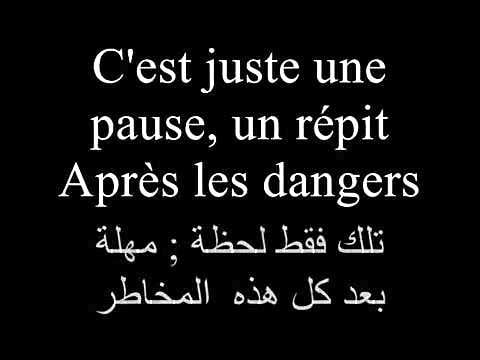 C'est juste une
pause, un répit
Après les dangers
تلك فقط لحظة ; مهلة
بعد كل هذه المخاطر